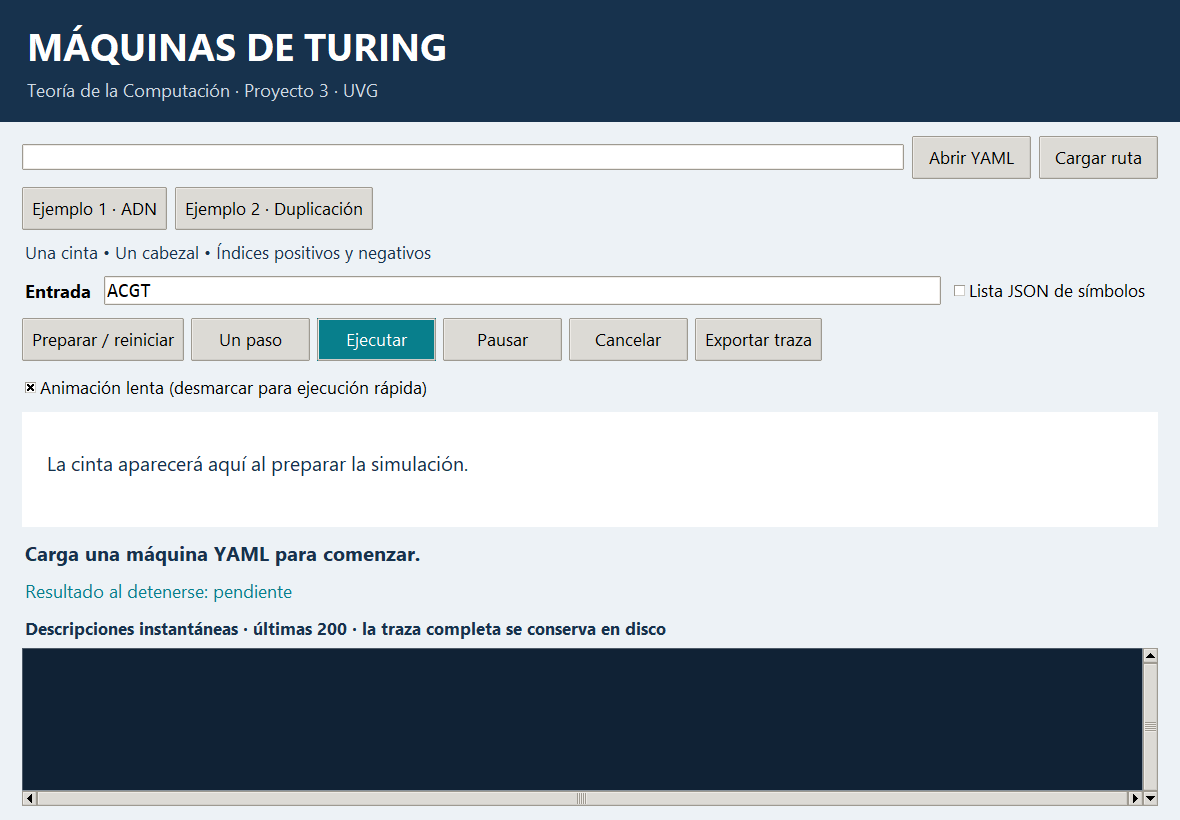 MÁQUINAS DE TURING
Teoría de la Computación · Proyecto 3 · UVG
Abrir YAML Cargar ruta
Ejemplo 1 · ADN Ejemplo 2 · Duplicación
Una cinta • Un cabezal • Índices positivos y negativos
Entrada ACGT Lista JSON de símbolos
Preparar / reiniciar Un paso Ejecutar Pausar Cancelar Exportar traza
Animación lenta (desmarcar para ejecución rápida)
La cinta aparecerá aquí al preparar la simulación.
Carga una máquina YAML para comenzar.
Resultado al detenerse: pendiente
Descripciones instantáneas · últimas 200 · la traza completa se conserva en disco